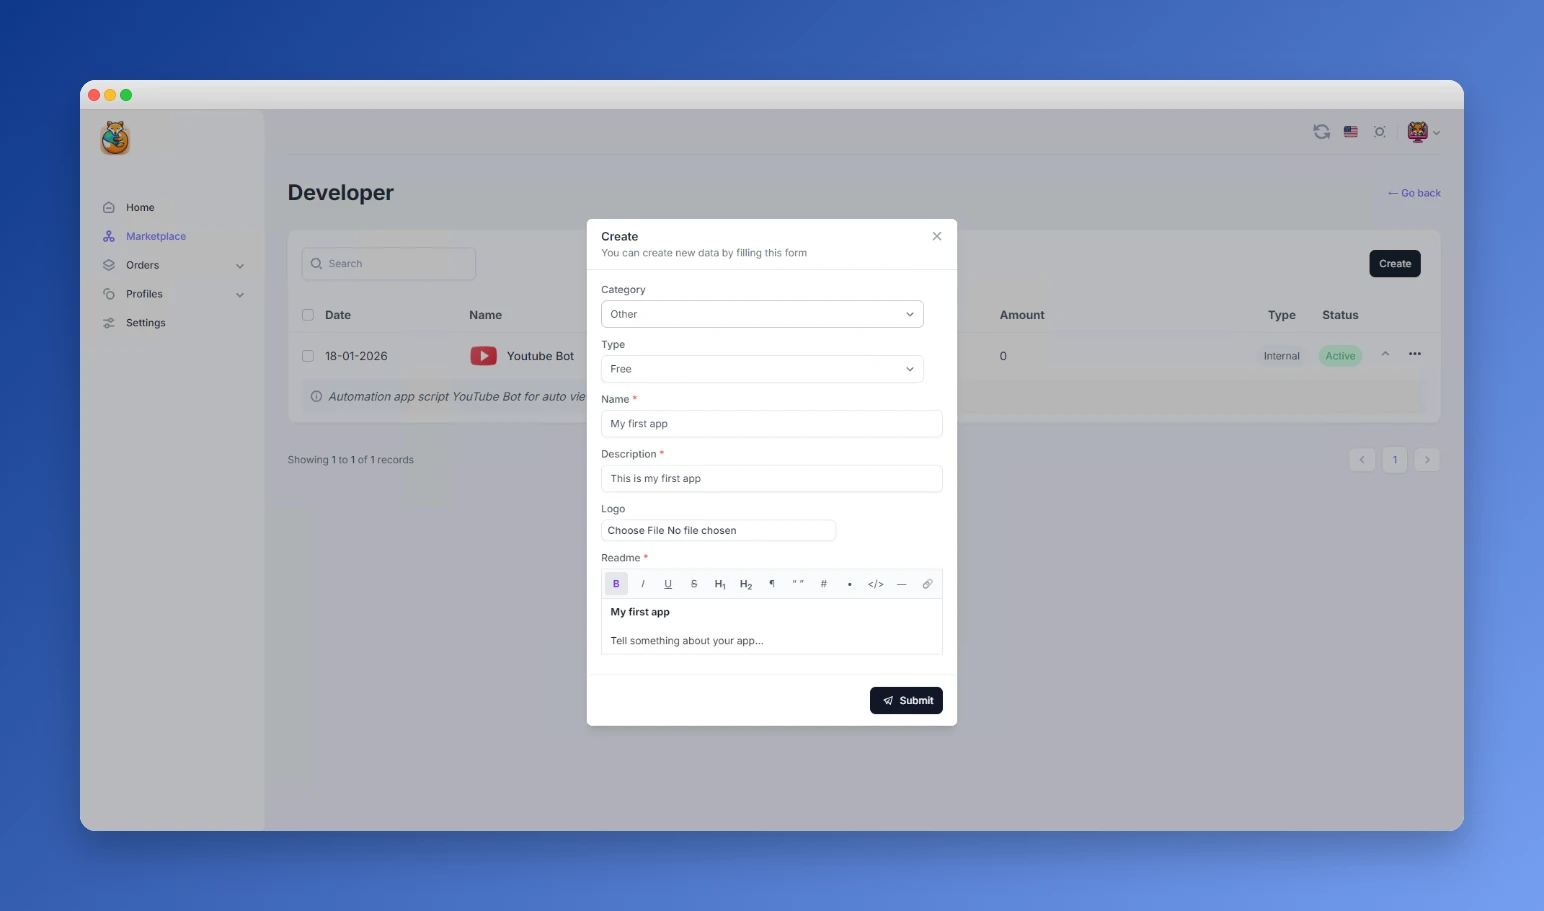 Home
Marketplace
Orders
Profiles
Settings
Developer
← Go back
Search
Create
Date
Name
Amount
Type
Status
18-01-2026
Youtube Bot
0
Internal
Active
Automation app script YouTube Bot for auto vie
Showing 1 to 1 of 1 records
1
Create
You can create new data by filling this form
Category
Other
Type
Free
Name *
My first app
Description *
This is my first app
Logo
Choose File No file chosen
Readme *
B I U S H1 H2 ¶ “ ” # • </> —
My first app
Tell something about your app...
Submit